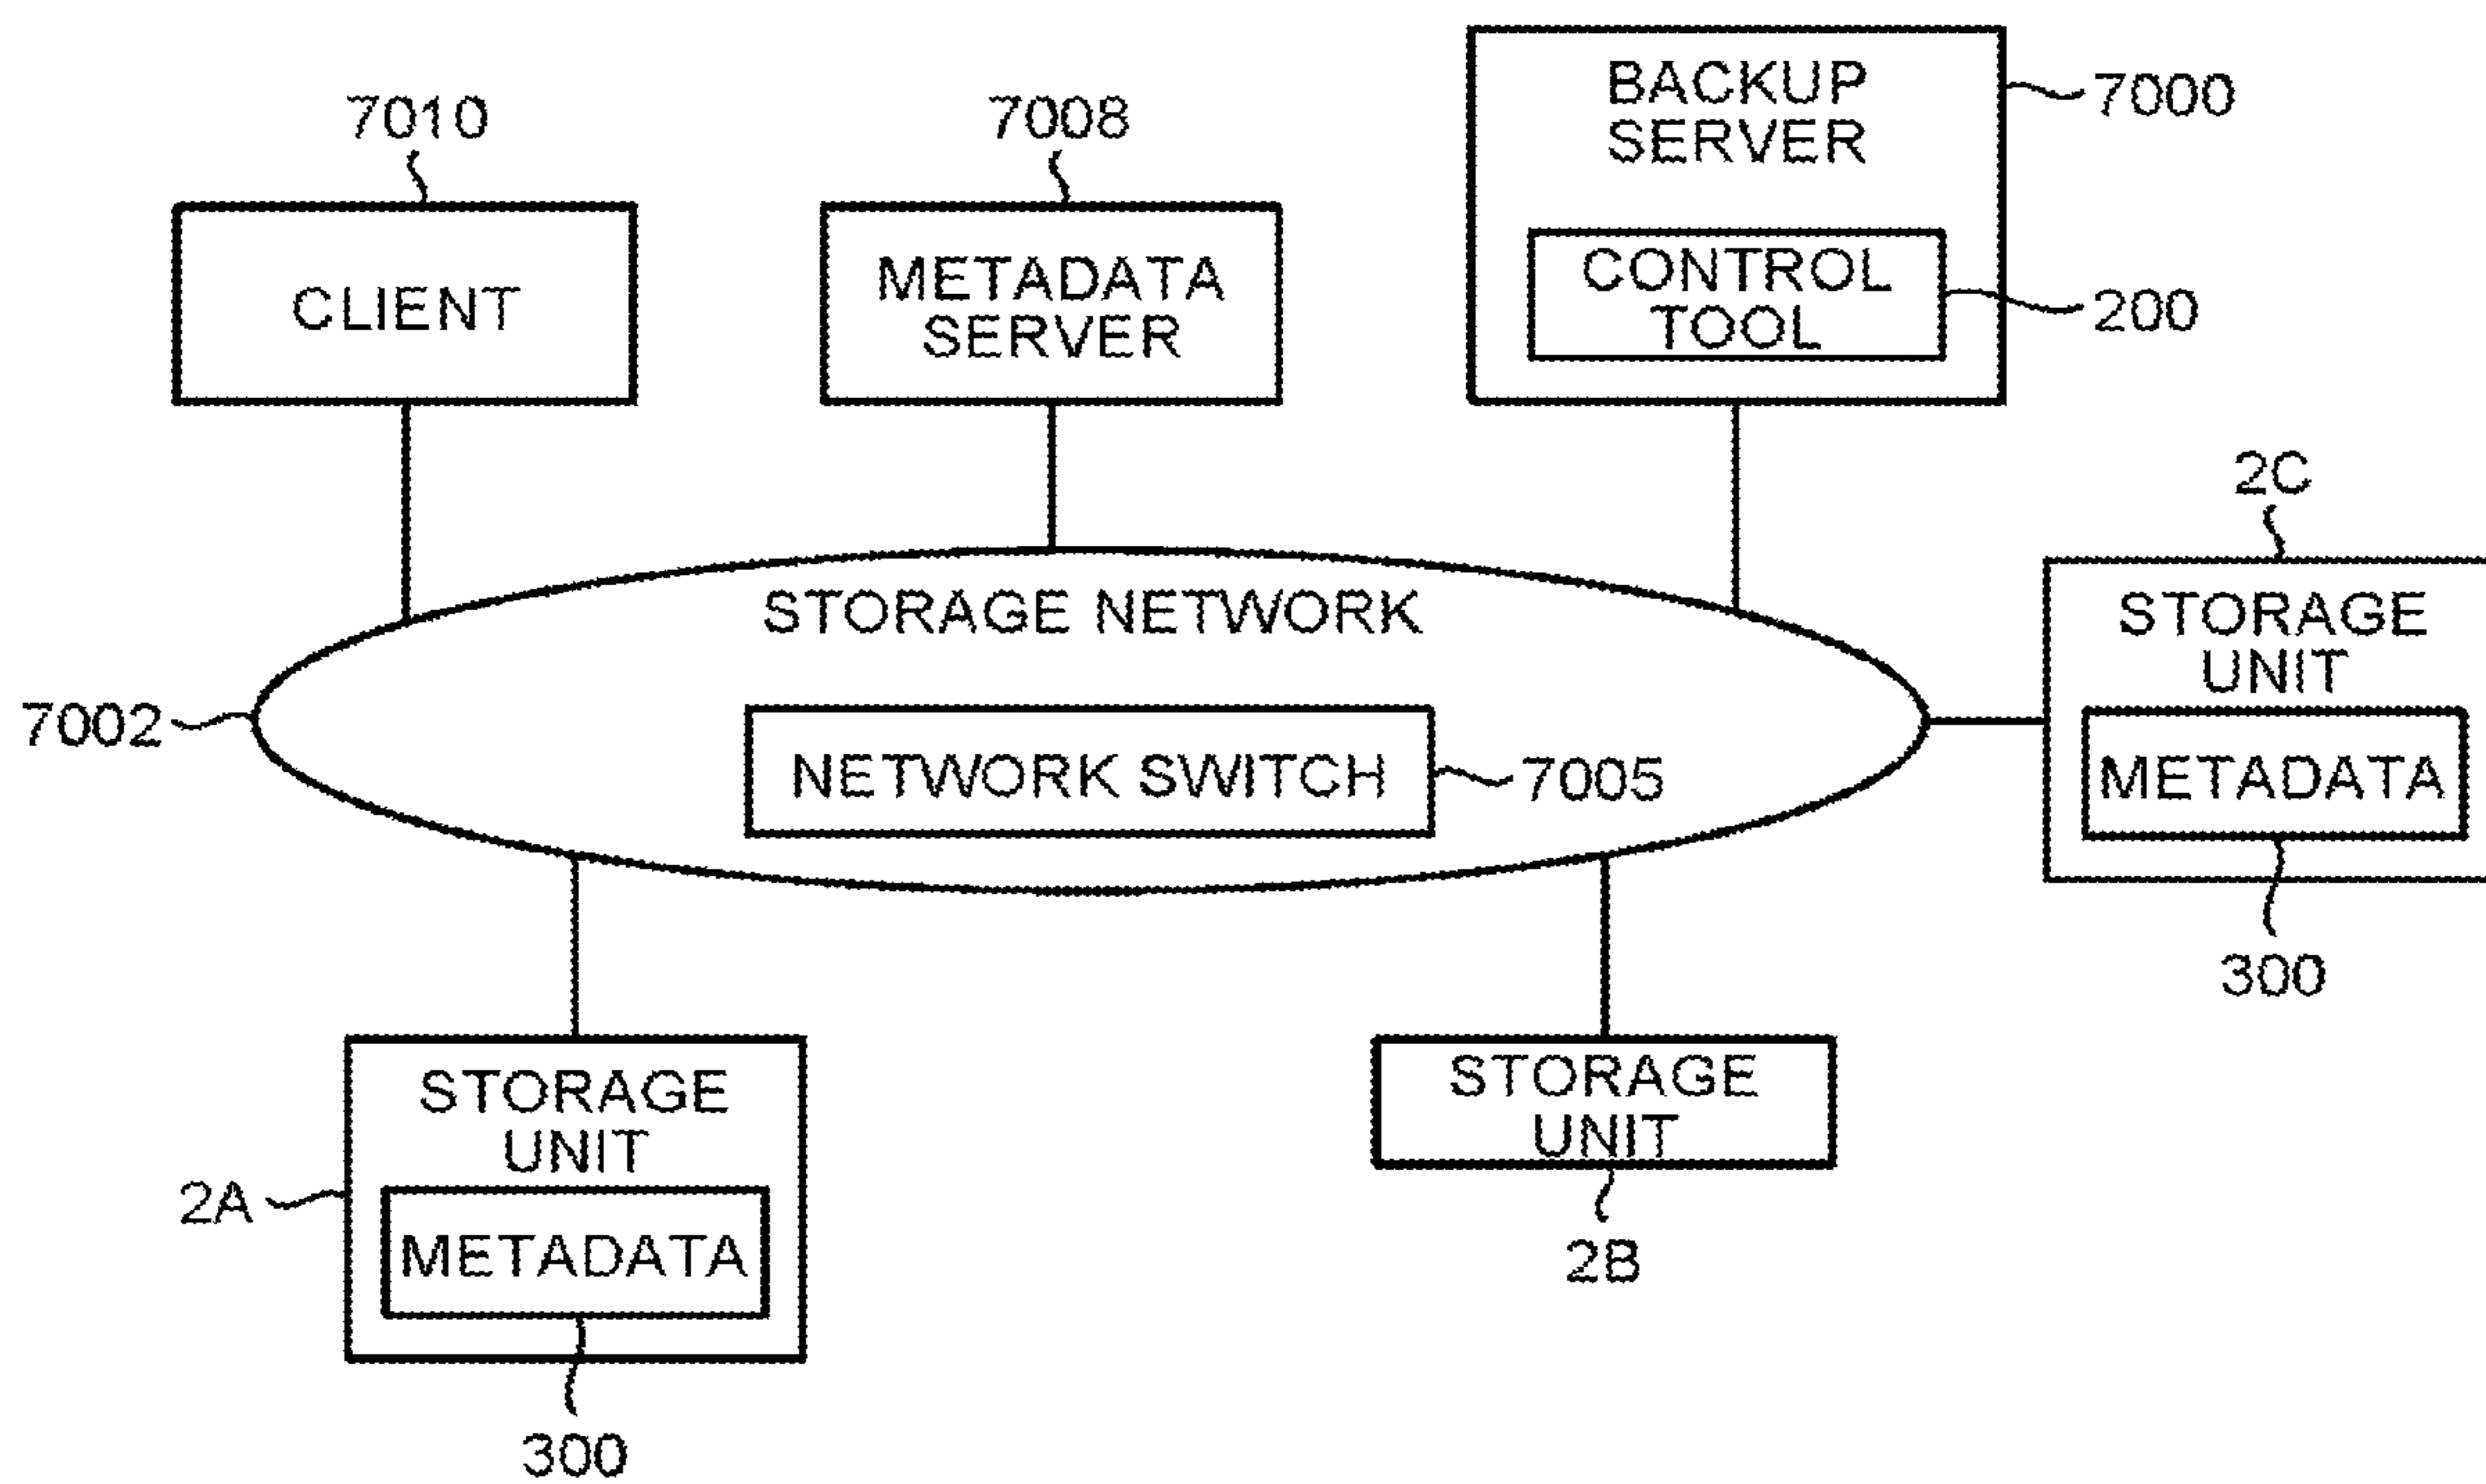 7010
7008
BACKUP
SERVER
7000
CLIENT
METADATA
SERVER
CONTROL
TOOL
200
2C
STORAGE NETWORK
STORAGE
UNIT
7002
NETWORK SWITCH
7005
METADATA
300
STORAGE
UNIT
2A
METADATA
300
STORAGE
UNIT
2B